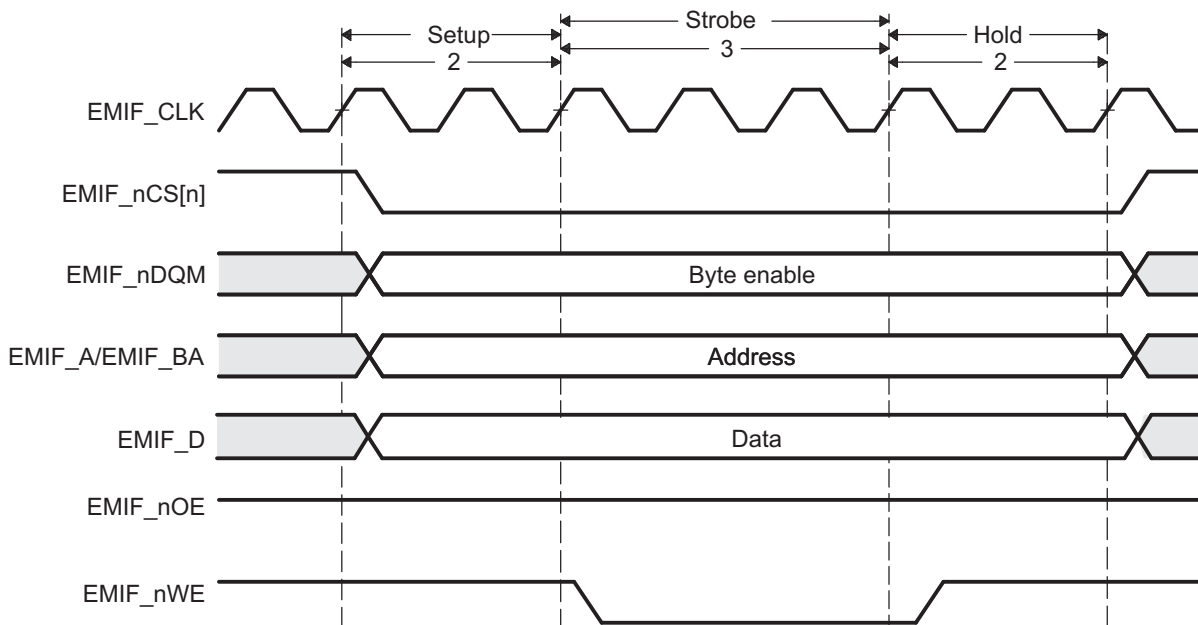 Setup
Strobe
Hold
2
3
2
EMIF_CLK
EMIF_nCS[n]
EMIF_nDQM
Byte enable
EMIF_A/EMIF_BA
Address
EMIF_D
Data
EMIF_nOE
EMIF_nWE